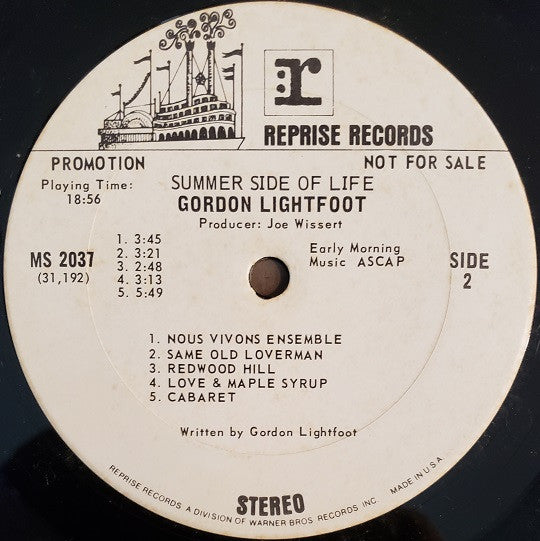 :r
REPRISE RECORDS
PROMOTION
NOT FOR SALE
Playing Time:
18:56
SUMMER SIDE OF LIFE
GORDON LIGHTFOOT
Producer: Joe Wissert
MS 2037
(31,192)
1. 3:45
2. 3:21
3. 2:48
4. 3:13
5. 5:49
Early Morning
Music ASCAP
SIDE
2
1. NOUS VIVONS ENSEMBLE
2. SAME OLD LOVERMAN
3. REDWOOD HILL
4. LOVE & MAPLE SYRUP
5. CABARET
Written by Gordon Lightfoot
STEREO
REPRISE RECORDS, A DIVISION OF WARNER BROS. RECORDS, INC. MADE IN U.S.A.